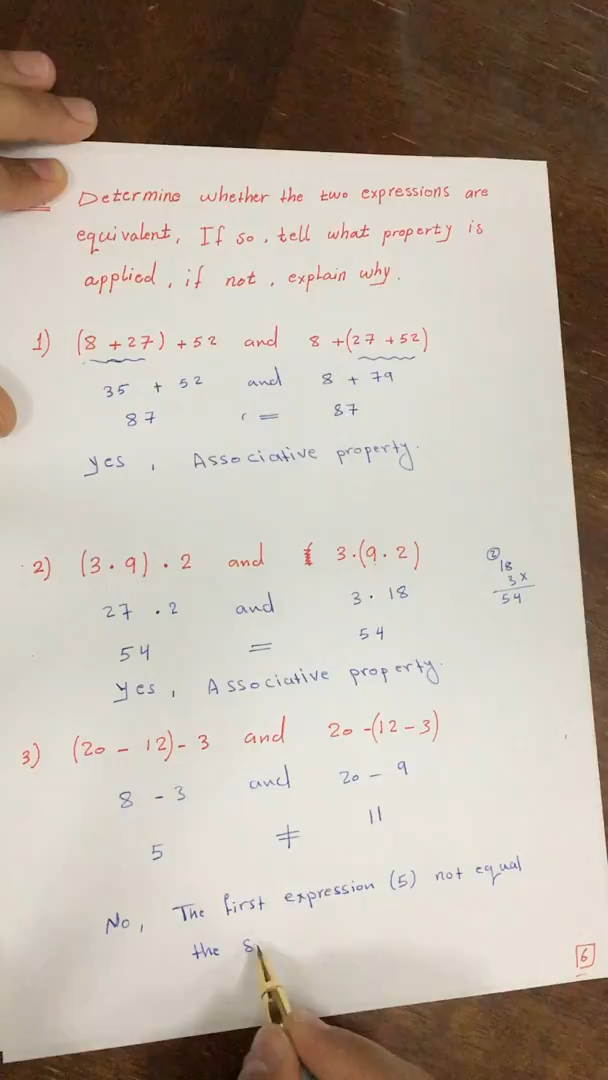 Determine whether the two expressions are
equivalent, If so, tell what property is
applied, if not, explain why.
1) (8 + 27) + 52 and 8 + (27 + 52)
35 + 52 and 8 + 79
87 = 87
yes, Associative property.
2) (3 · 9) · 2 and 3 · (9 · 2)
27 · 2 and 3 · 18
54 = 54
yes, Associative property.
②
18
3 x
54
3) (20 - 12) - 3 and 20 - (12 - 3)
8 - 3 and 20 - 9
5 ≠ 11
No, The first expression (5) not equal
the s
6